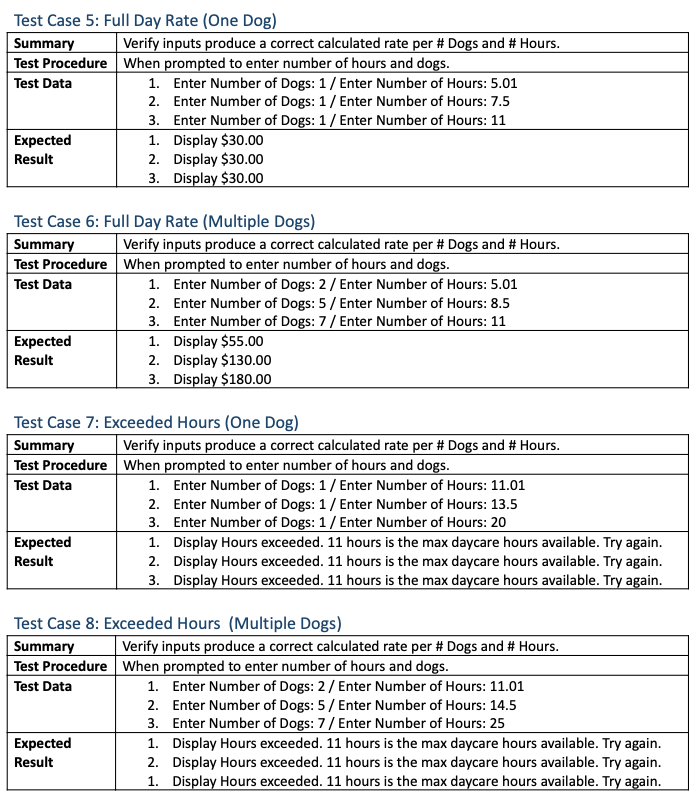 Test Case 5: Full Day Rate (One Dog)
Summary Verify inputs produce a correct calculated rate per # Dogs and # Hours.
Test Procedure When prompted to enter number of hours and dogs.
Test Data 1. Enter Number of Dogs: 1 / Enter Number of Hours: 5.01
2. Enter Number of Dogs: 1 / Enter Number of Hours: 7.5
3. Enter Number of Dogs: 1 / Enter Number of Hours: 11
Expected 1. Display $30.00
Result 2. Display $30.00
3. Display $30.00
Test Case 6: Full Day Rate (Multiple Dogs)
Summary Verify inputs produce a correct calculated rate per # Dogs and # Hours.
Test Procedure When prompted to enter number of hours and dogs.
Test Data 1. Enter Number of Dogs: 2 / Enter Number of Hours: 5.01
2. Enter Number of Dogs: 5 / Enter Number of Hours: 8.5
3. Enter Number of Dogs: 7 / Enter Number of Hours: 11
Expected 1. Display $55.00
Result 2. Display $130.00
3. Display $180.00
Test Case 7: Exceeded Hours (One Dog)
Summary Verify inputs produce a correct calculated rate per # Dogs and # Hours.
Test Procedure When prompted to enter number of hours and dogs.
Test Data 1. Enter Number of Dogs: 1 / Enter Number of Hours: 11.01
2. Enter Number of Dogs: 1 / Enter Number of Hours: 13.5
3. Enter Number of Dogs: 1 / Enter Number of Hours: 20
Expected 1. Display Hours exceeded. 11 hours is the max daycare hours available. Try again.
Result 2. Display Hours exceeded. 11 hours is the max daycare hours available. Try again.
3. Display Hours exceeded. 11 hours is the max daycare hours available. Try again.
Test Case 8: Exceeded Hours (Multiple Dogs)
Summary Verify inputs produce a correct calculated rate per # Dogs and # Hours.
Test Procedure When prompted to enter number of hours and dogs.
Test Data 1. Enter Number of Dogs: 2 / Enter Number of Hours: 11.01
2. Enter Number of Dogs: 5 / Enter Number of Hours: 14.5
3. Enter Number of Dogs: 7 / Enter Number of Hours: 25
Expected 1. Display Hours exceeded. 11 hours is the max daycare hours available. Try again.
Result 2. Display Hours exceeded. 11 hours is the max daycare hours available. Try again.
1. Display Hours exceeded. 11 hours is the max daycare hours available. Try again.